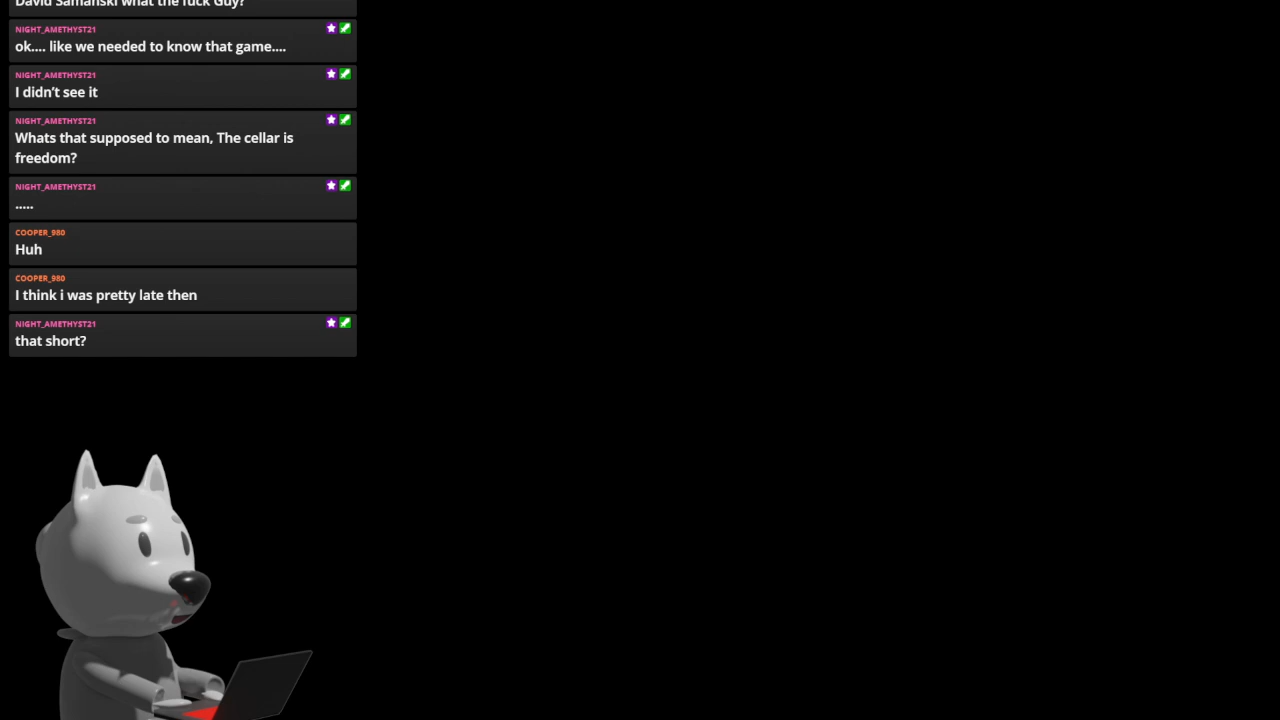 David Samanski what the fuck Guy?
NIGHT_AMETHYST21
ok.... like we needed to know that game....
NIGHT_AMETHYST21
I didn't see it
NIGHT_AMETHYST21
Whats that supposed to mean, The cellar is
freedom?
NIGHT_AMETHYST21
.....
COOPER_980
Huh
COOPER_980
I think i was pretty late then
NIGHT_AMETHYST21
that short?